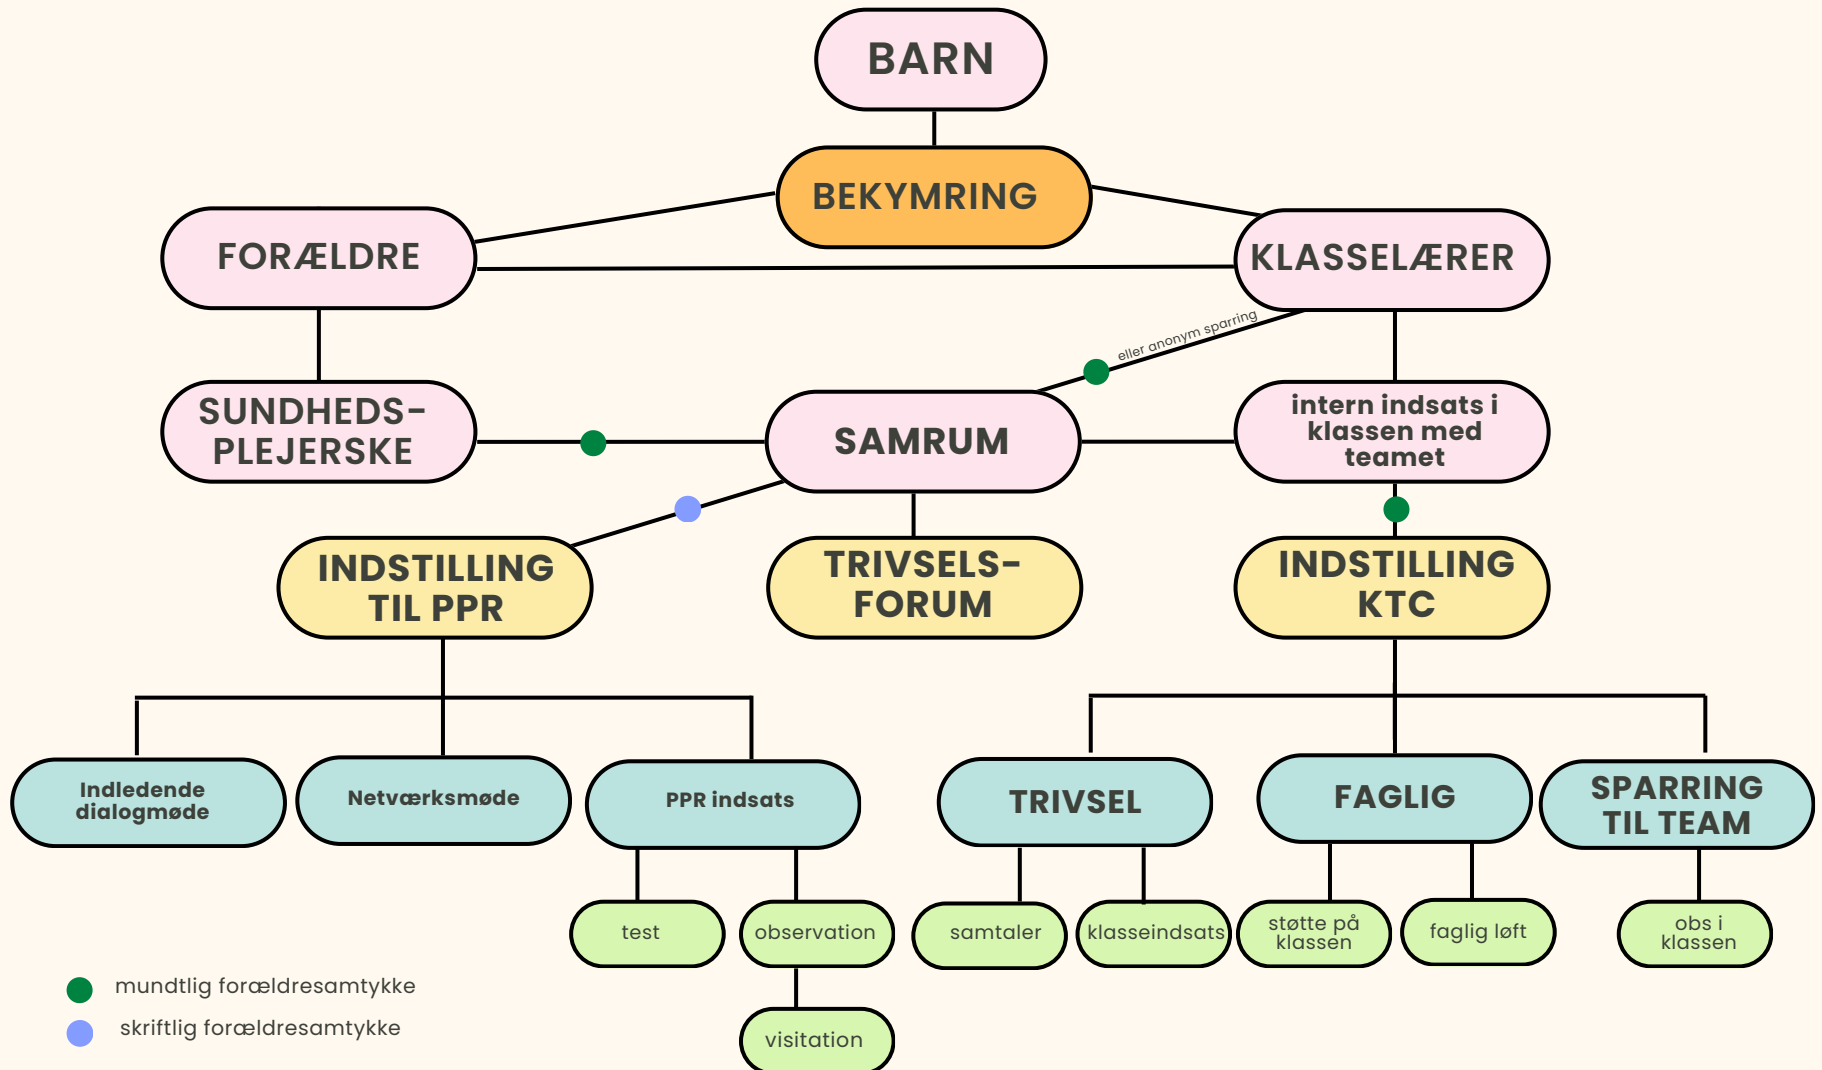 BARN
BEKYMRING
FORÆLDRE
KLASSELÆRER
eller anonym sparring
SUNDHEDS-
PLEJERSKE
SAMRUM
intern indsats i
klassen med
teamet
INDSTILLING
TIL PPR
TRIVSELS-
FORUM
INDSTILLING
KTC
Indledende
dialogmøde
Netværksmøde
PPR indsats
TRIVSEL
FAGLIG
SPARRING
TIL TEAM
test
observation
samtaler
klasseindsats
støtte på
klassen
faglig løft
obs i
klassen
visitation
mundtlig forældresamtykke
skriftlig forældresamtykke